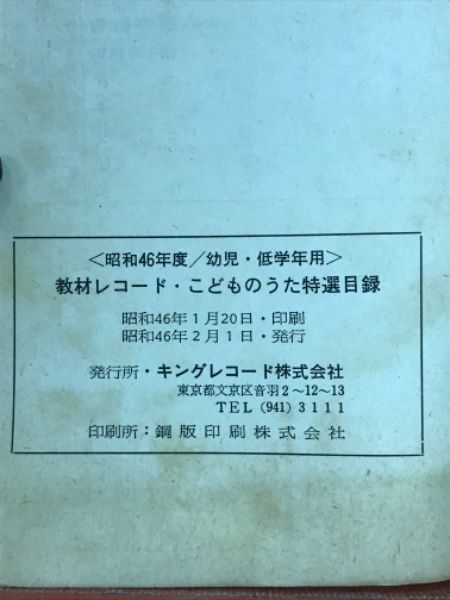 <昭和46年度/幼児・低学年用>
教材レコード・こどものうた特選目録
昭和46年1月20日・印刷
昭和46年2月1日・発行
発行所・キングレコード株式会社
東京都文京区音羽2〜12〜13
TEL (941) 3111
印刷所:鋼版印刷株式会社